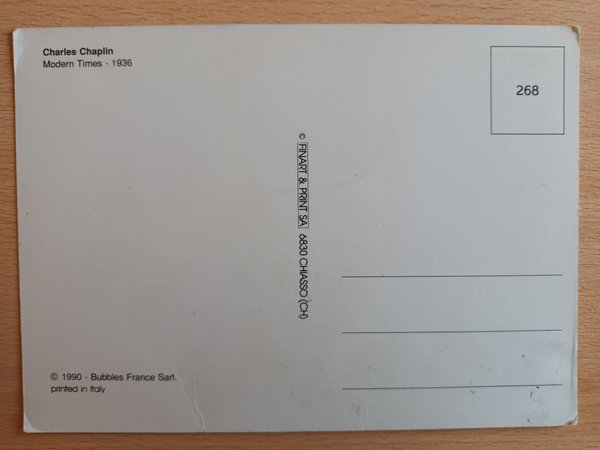 Charles Chaplin
Modern Times - 1936
268
© FINART & PRINT SA 6830 CHIASSO (CH)
© 1990 - Bubbles France Sarl.
printed in Italy